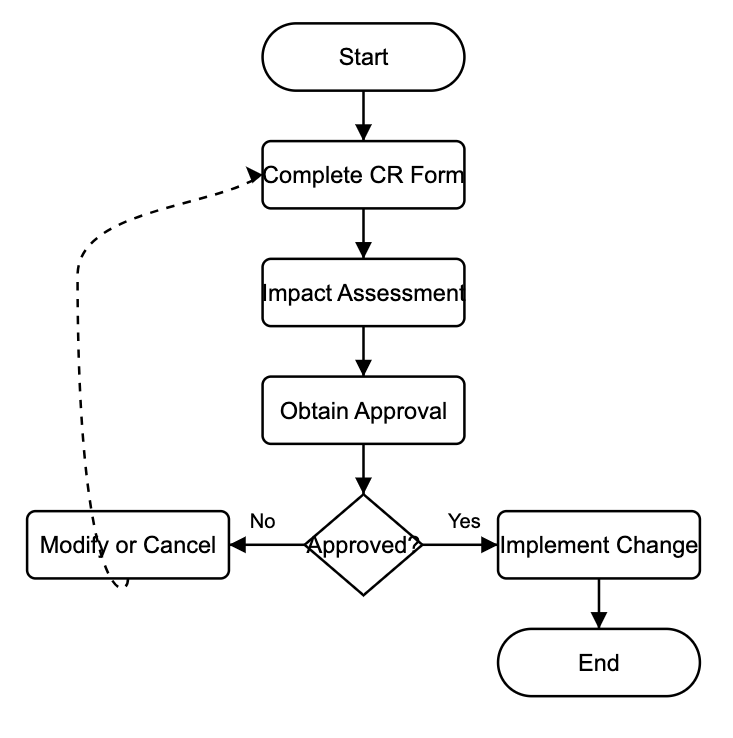 Start
Complete CR Form
Impact Assessment
Obtain Approval
No
Yes
Modify or Cancel
Approved?
Implement Change
End